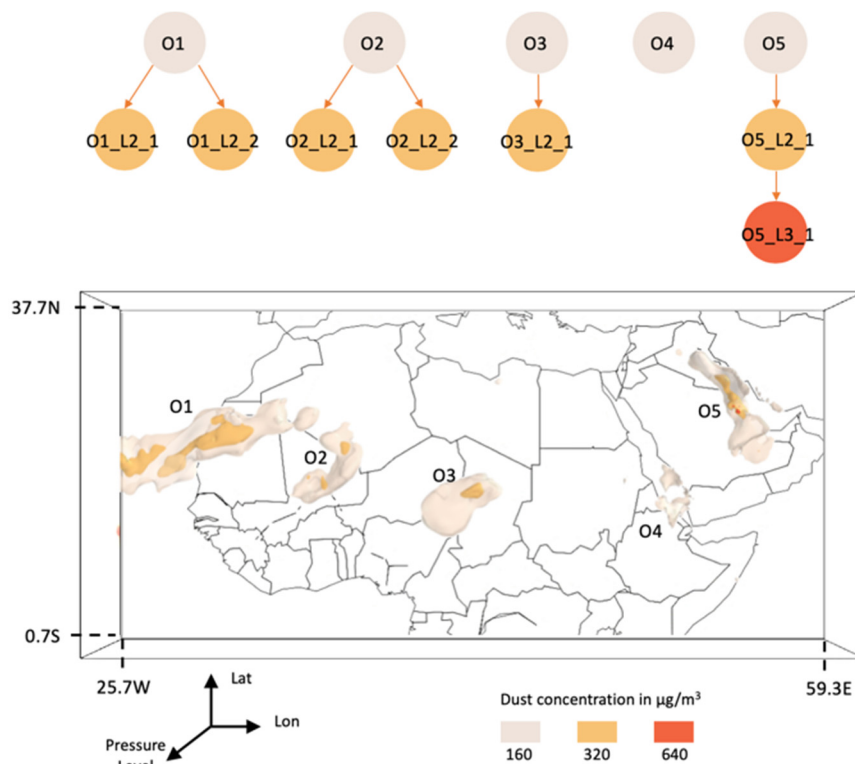 O1 O2 O3 O4 O5
O1_L2_1 O1_L2_2 O2_L2_1 O2_L2_2 O3_L2_1 O5_L2_1
O5_L3_1
37.7N
O1
O2
O3
O4
O5
0.7S
25.7W
59.3E
Lat
Lon
Pressure
Level
Dust concentration in µg/m³
160 320 640